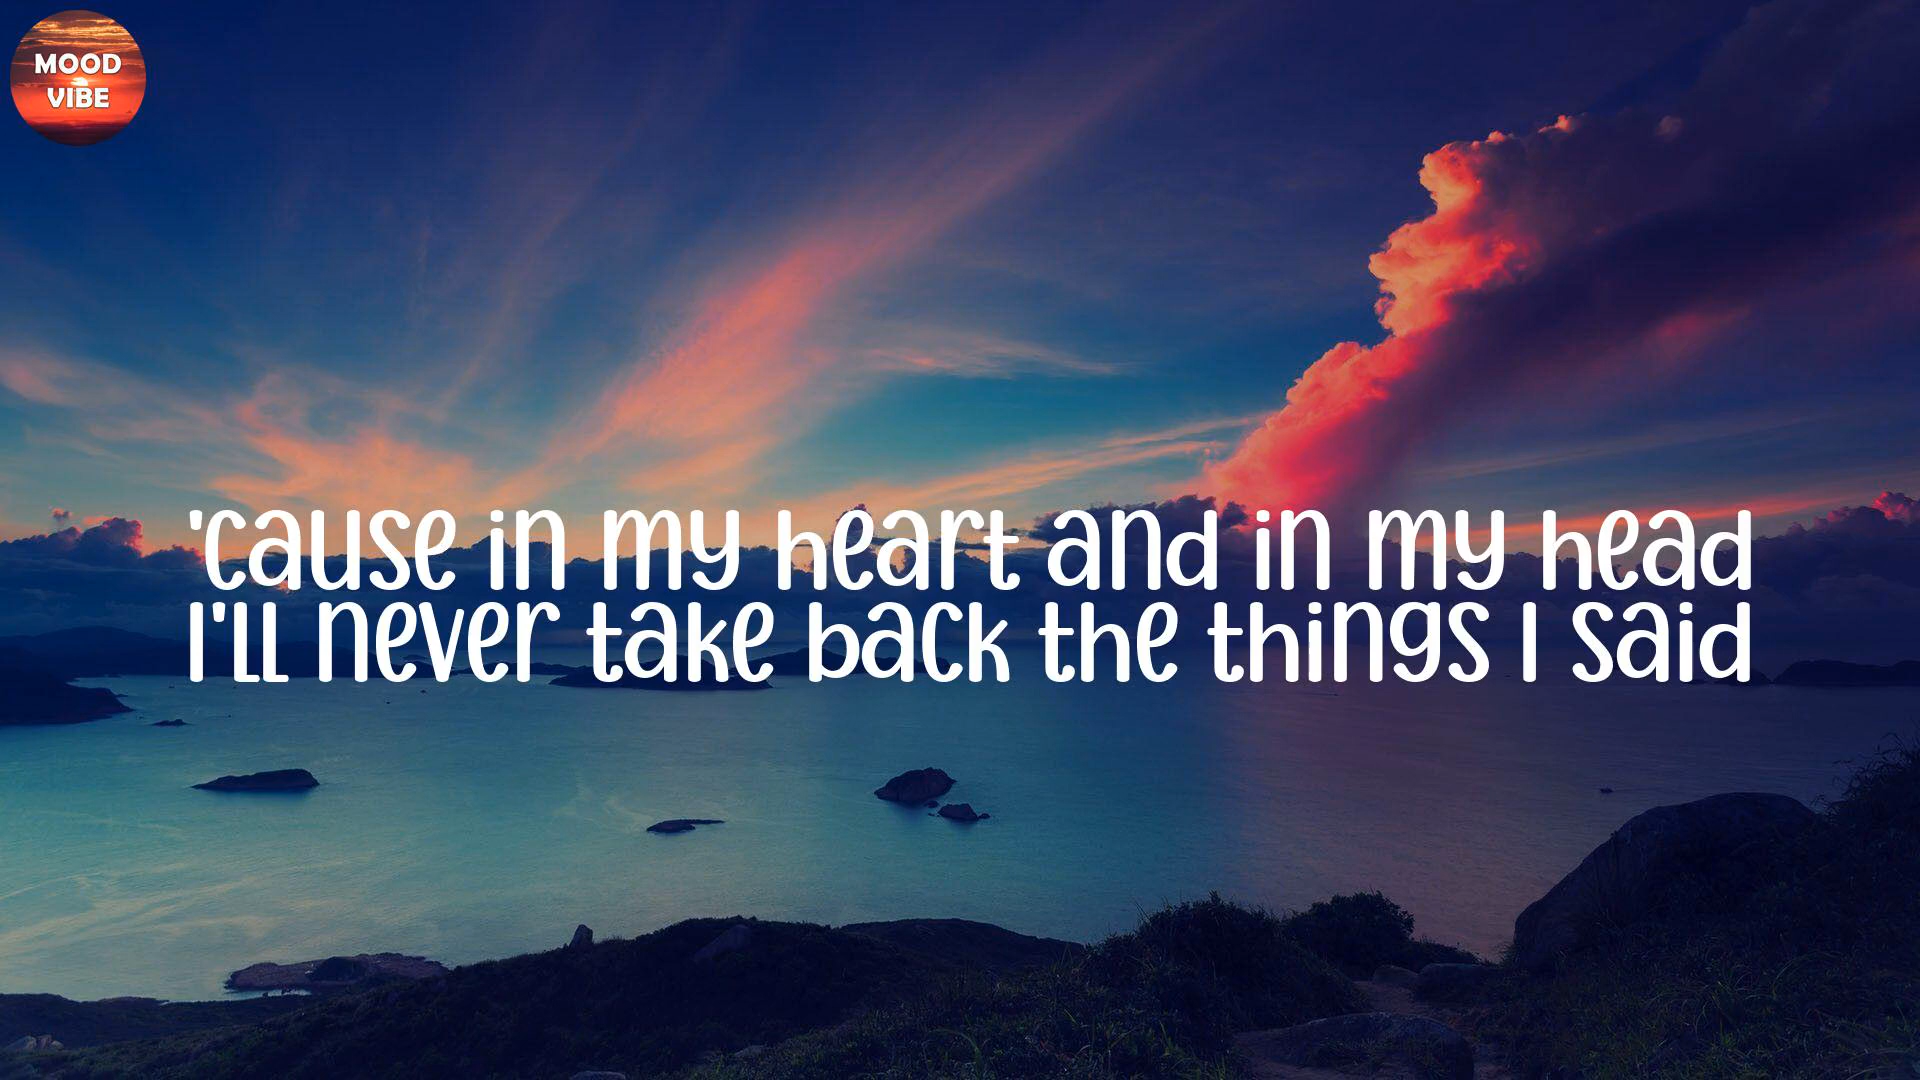 MOOD
VIBE
'cause in my heart and in my head
I'll never take back the things I said